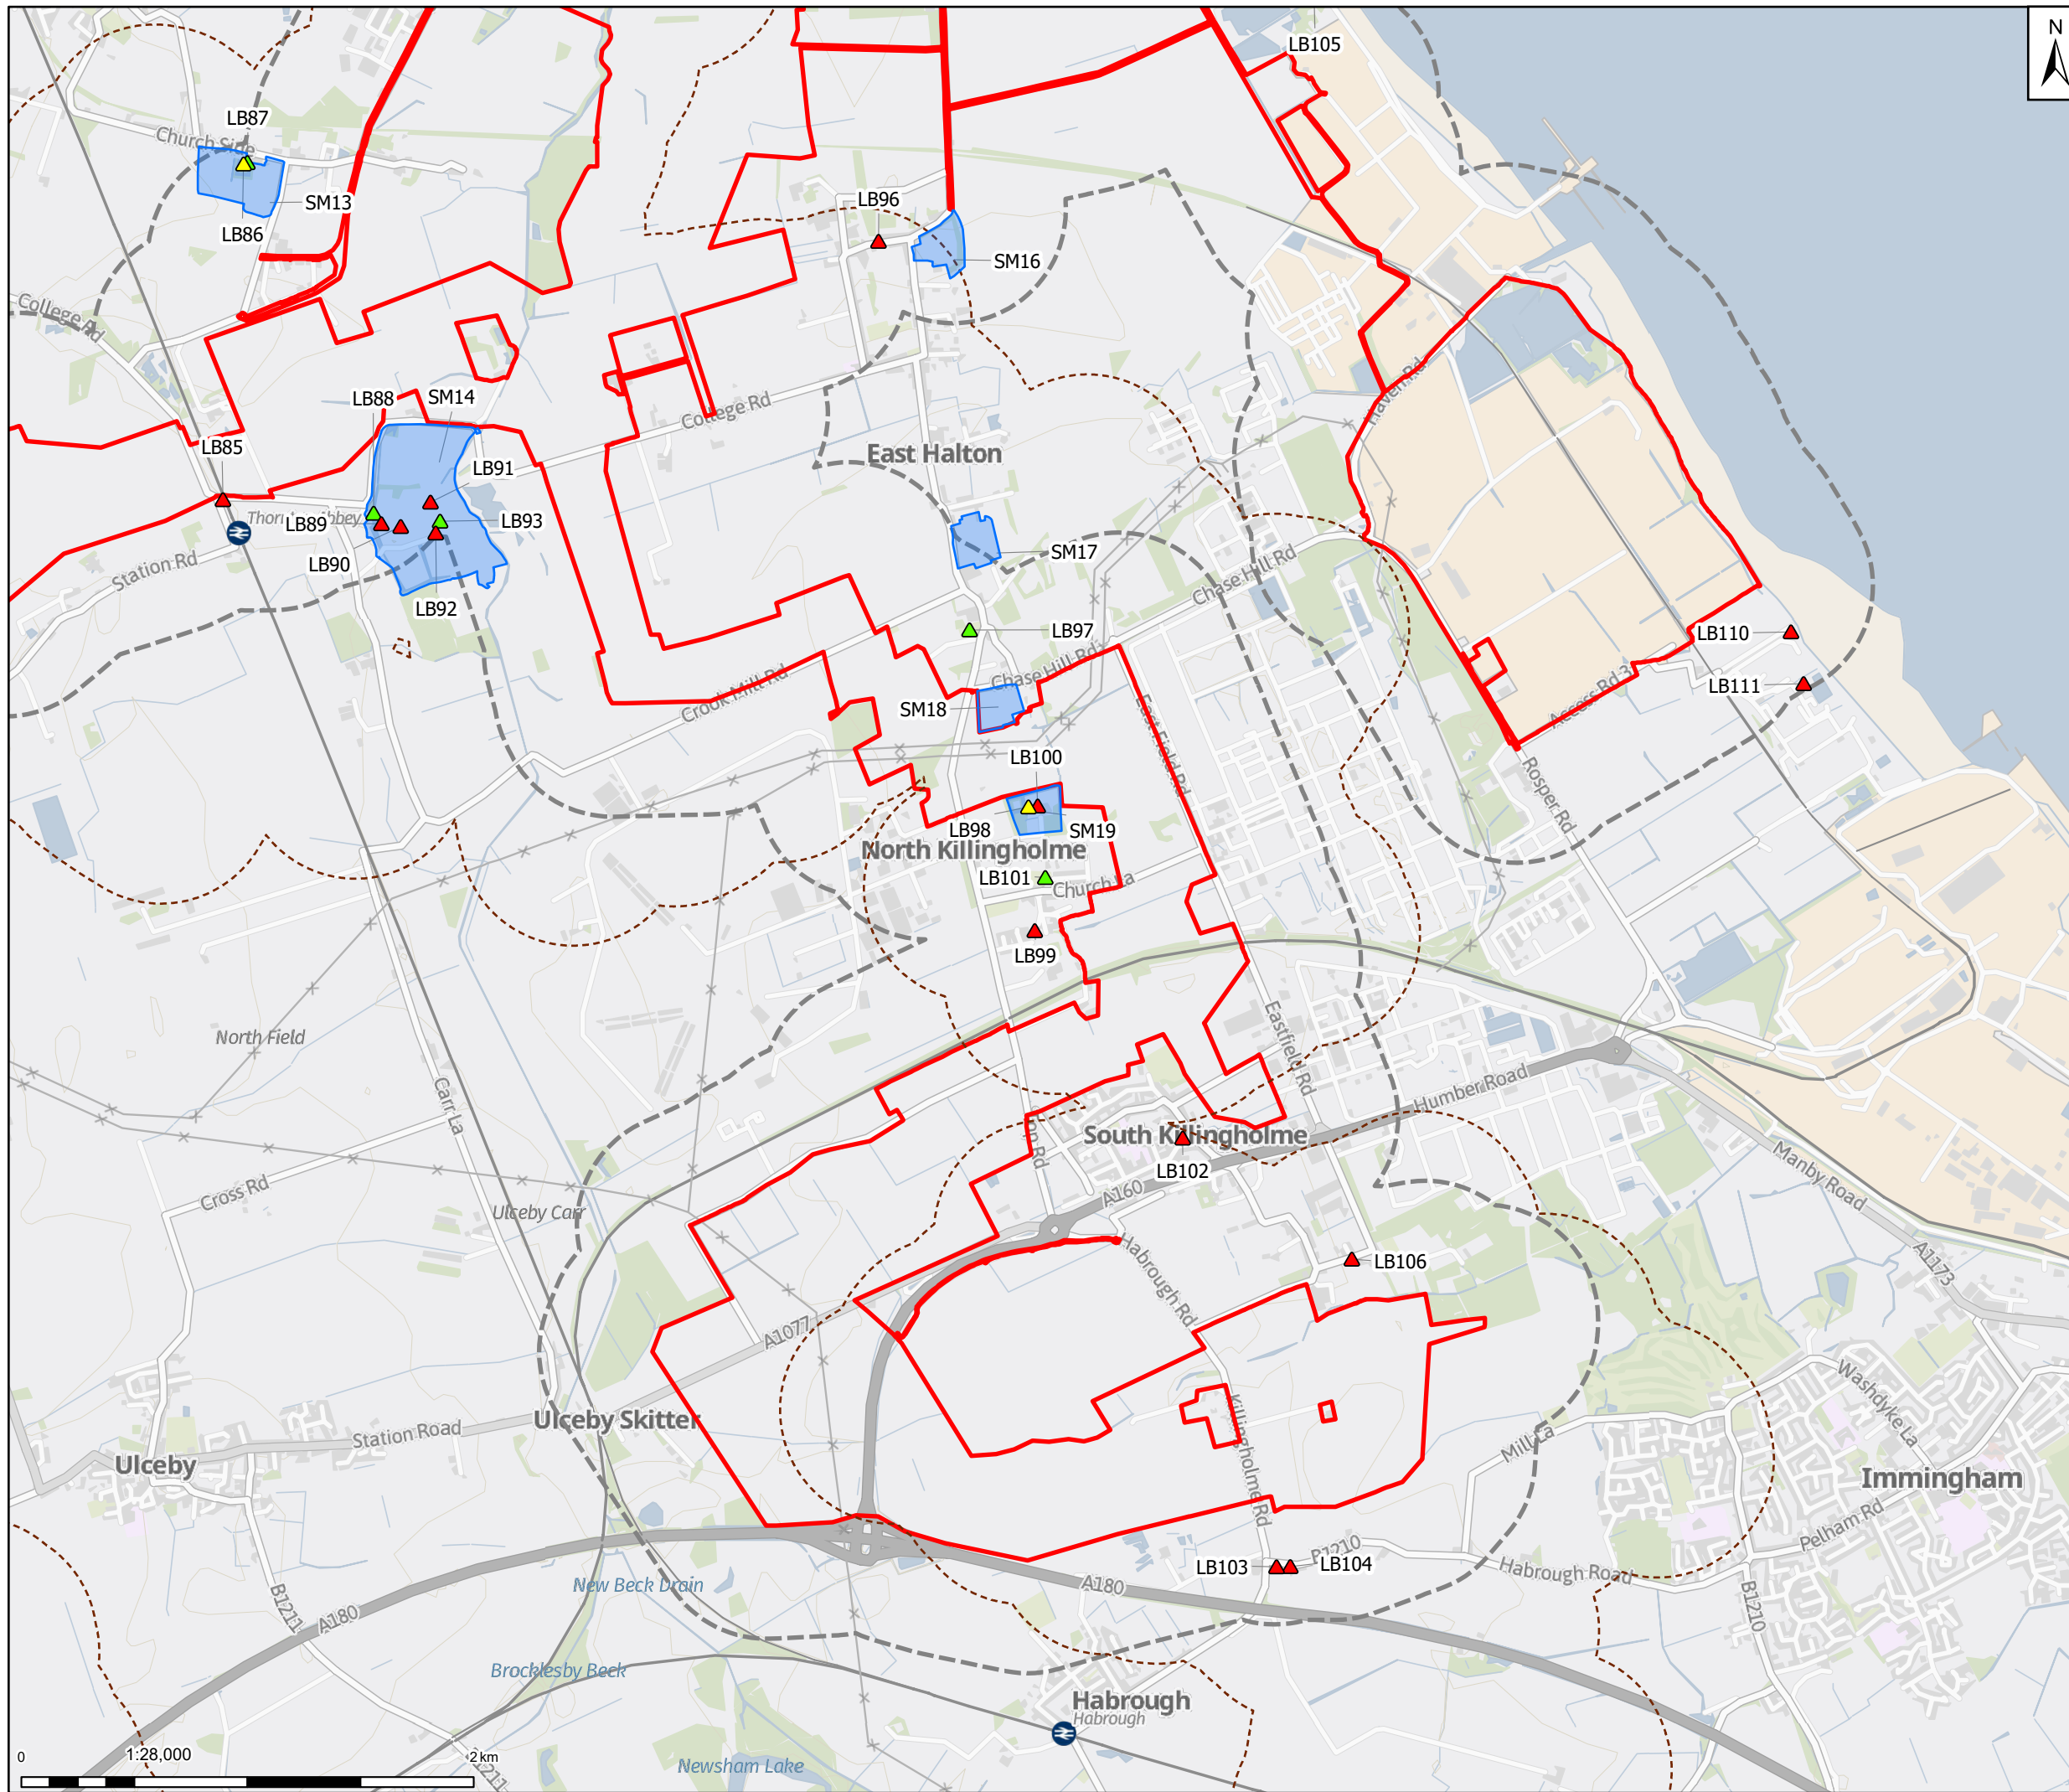 N
LB105
LB87
Church Side
SM13
LB86
LB96
SM16
College Rd
Haven Rd
LB88
SM14
College Rd
LB85
East Halton
LB91
LB89
LB93
SM17
LB90
Station Rd
Chase Hill Rd
LB92
LB97
LB110
Chase Hill Rd
LB111
Crook Mill Rd
SM18
Access Rd 3
East Field Rd
LB100
Rosper Rd
LB98
SM19
North Killingholme
LB101
Church La
LB99
North Field
Eastfield Rd
Carr La
Humber Road
South Killingholme
LB102
Manby Road
Cross Rd
A160
Ulceby Carr
Habrough Rd
A1173
LB106
A1077
Washdyke La
Killingholme Rd
Ulceby Skitter
Station Road
Mill La
Ulceby
Immingham
Pelham Rd
B1210
LB103
LB104
Habrough Road
New Beck Drain
A180
B1211
A180
B1210
Brocklesby Beck
Habrough
Habrough
0
1:28,000
2 km
Newsham Lake
B1211